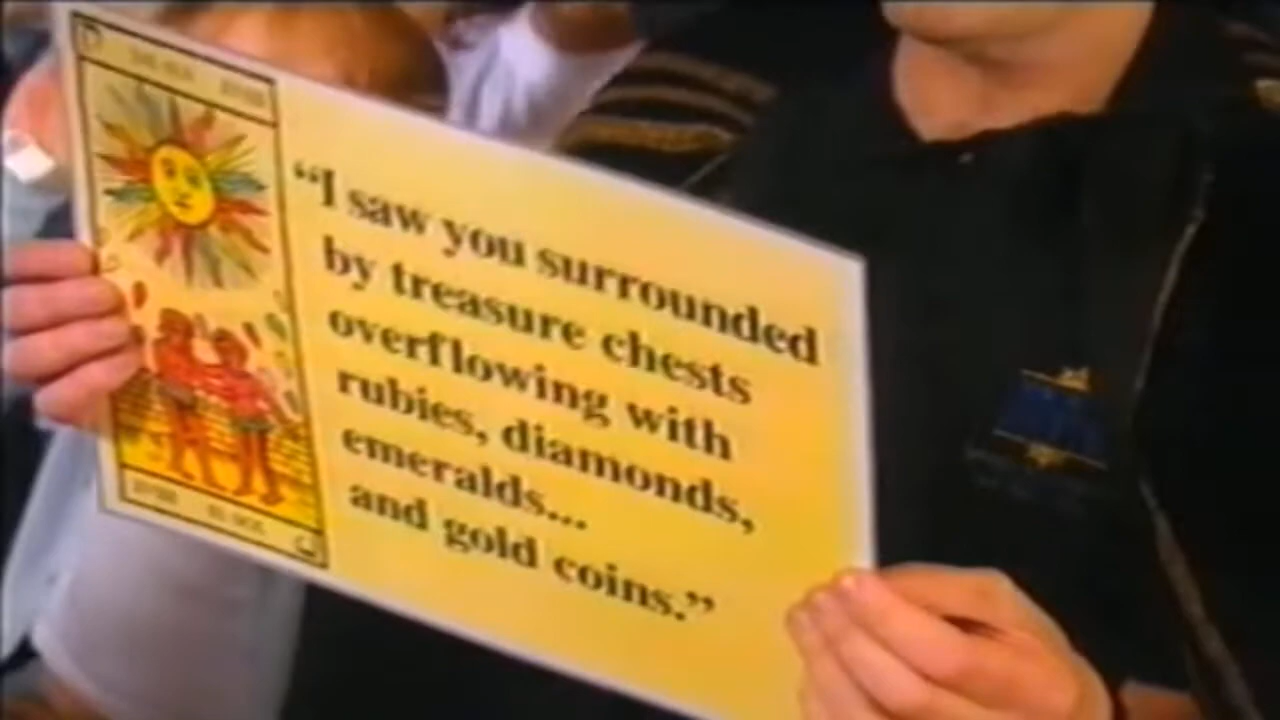 “I saw you surrounded
by treasure chests
overflowing with
rubies, diamonds,
emeralds...
and gold coins.”